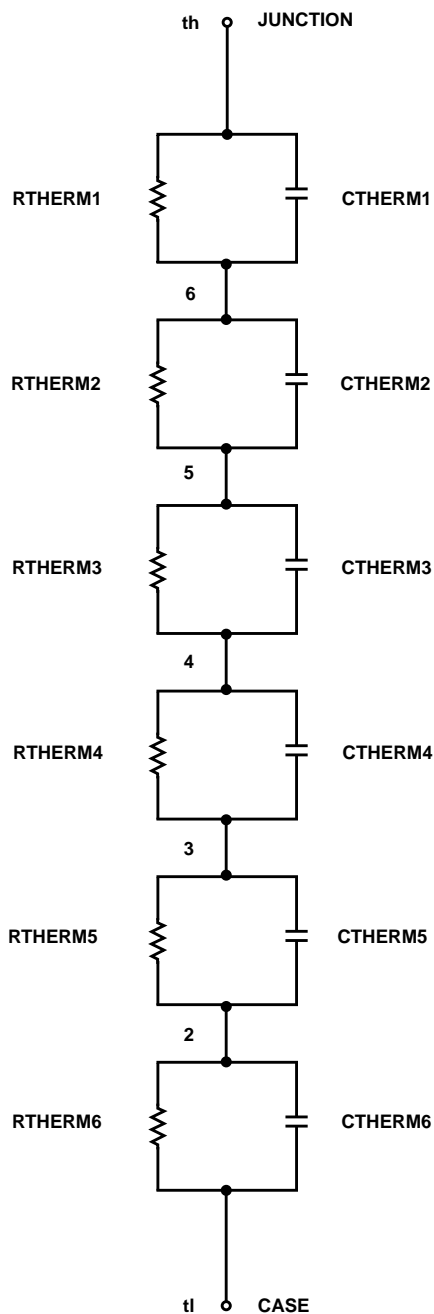 th JUNCTION
RTHERM1 CTHERM1
6
RTHERM2 CTHERM2
5
RTHERM3 CTHERM3
4
RTHERM4 CTHERM4
3
RTHERM5 CTHERM5
2
RTHERM6 CTHERM6
tl CASE